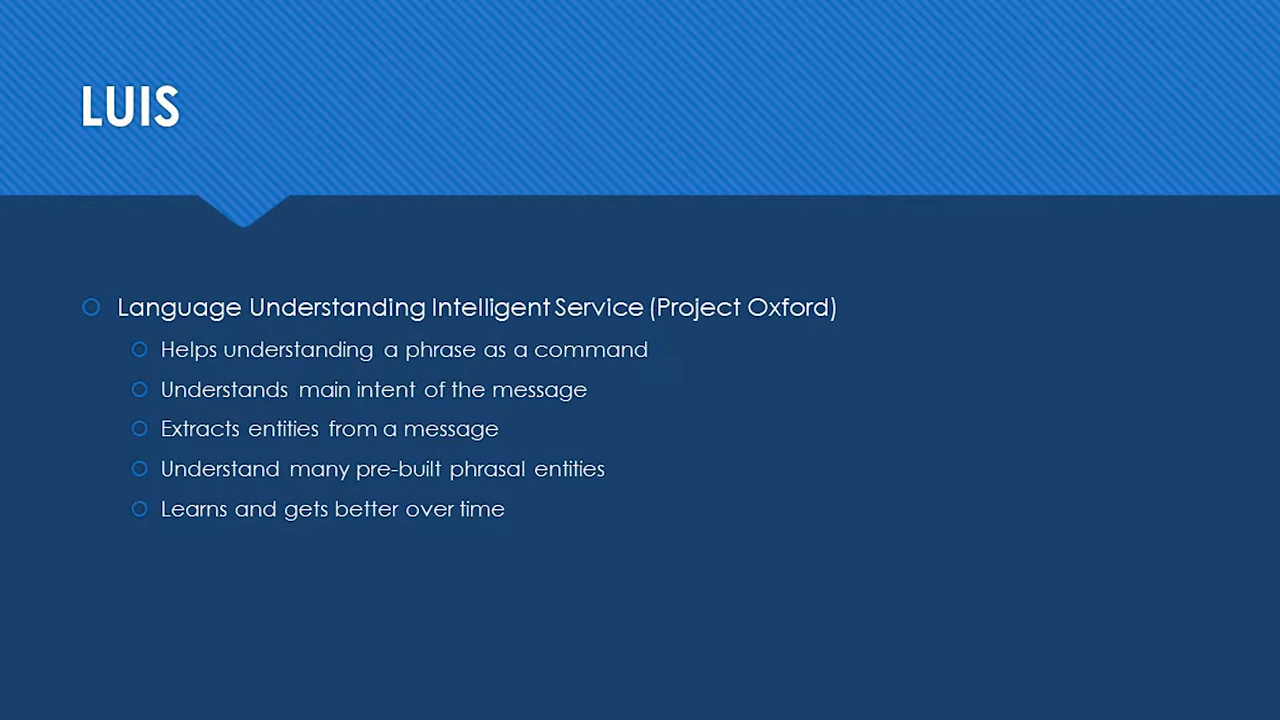 LUIS
Language Understanding Intelligent Service (Project Oxford)
Helps understanding a phrase as a command
Understands main intent of the message
Extracts entities from a message
Understand many pre-built phrasal entities
Learns and gets better over time